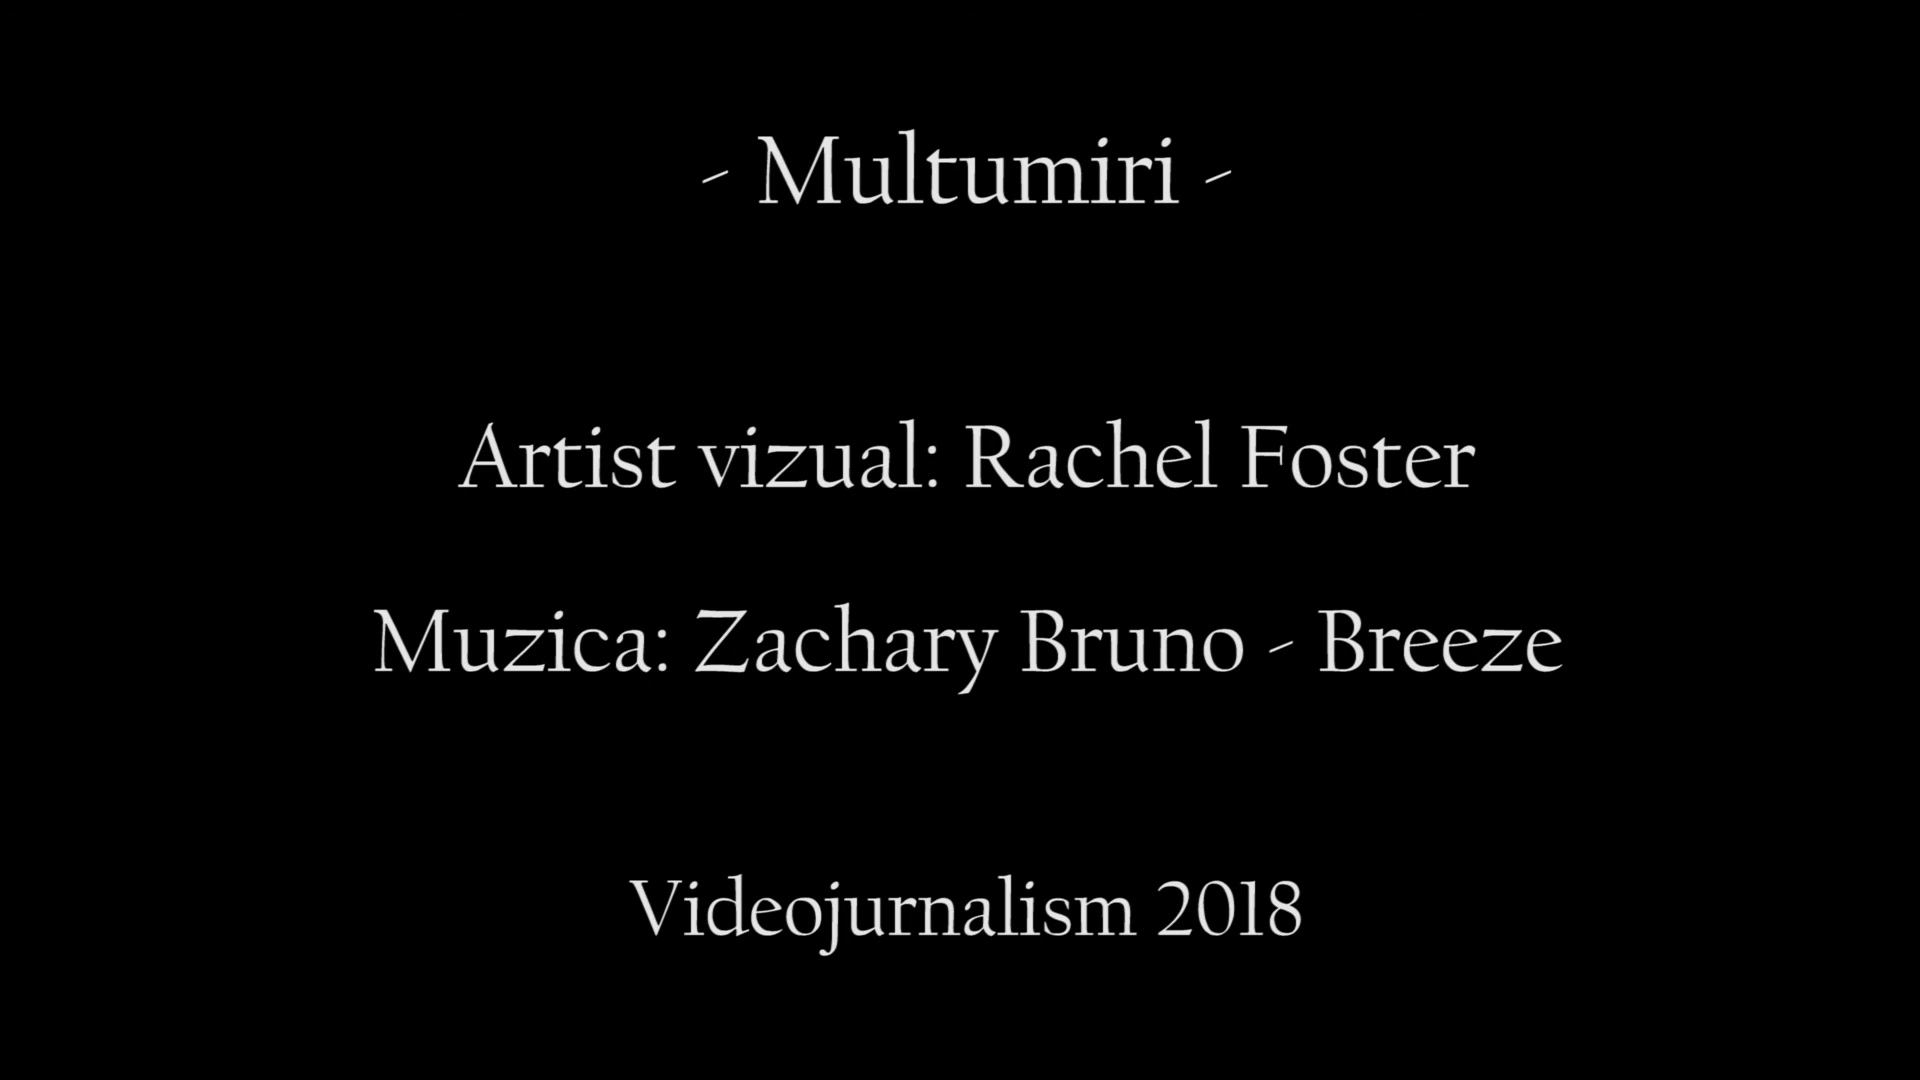 - Multumiri -
Artist vizual: Rachel Foster
Muzica: Zachary Bruno - Breeze
Videojurnalism 2018